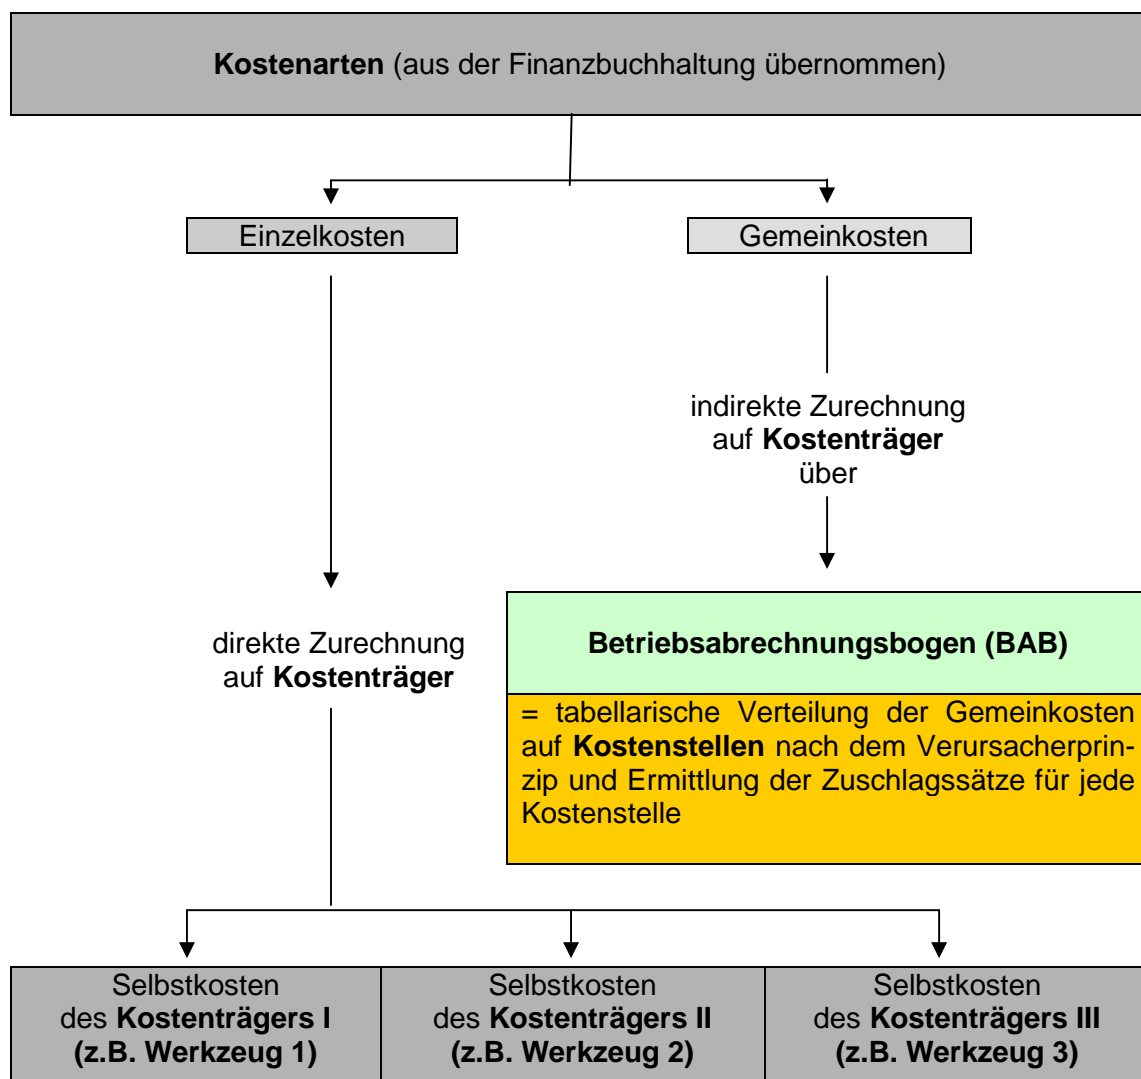 Kostenarten (aus der Finanzbuchhaltung übernommen)
Einzelkosten
Gemeinkosten
indirekte Zurechnung
auf Kostenträger
über
direkte Zurechnung
auf Kostenträger
Betriebsabrechnungsbogen (BAB)
= tabellarische Verteilung der Gemeinkosten
auf Kostenstellen nach dem Verursacherprin-
zip und Ermittlung der Zuschlagssätze für jede
Kostenstelle
Selbstkosten
des Kostenträgers I
(z.B. Werkzeug 1)
Selbstkosten
des Kostenträgers II
(z.B. Werkzeug 2)
Selbstkosten
des Kostenträgers III
(z.B. Werkzeug 3)